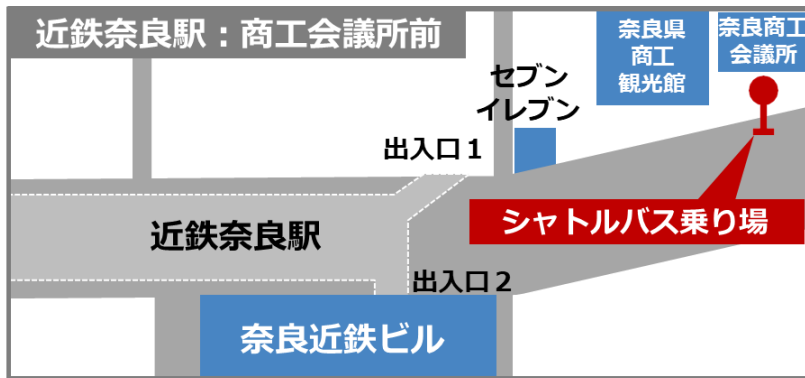 近鉄奈良駅：商工会議所前
奈良県
商工
観光館
奈良商工
会議所
セブン
イレブン
出入口１
シャトルバス乗り場
近鉄奈良駅
出入口２
奈良近鉄ビル